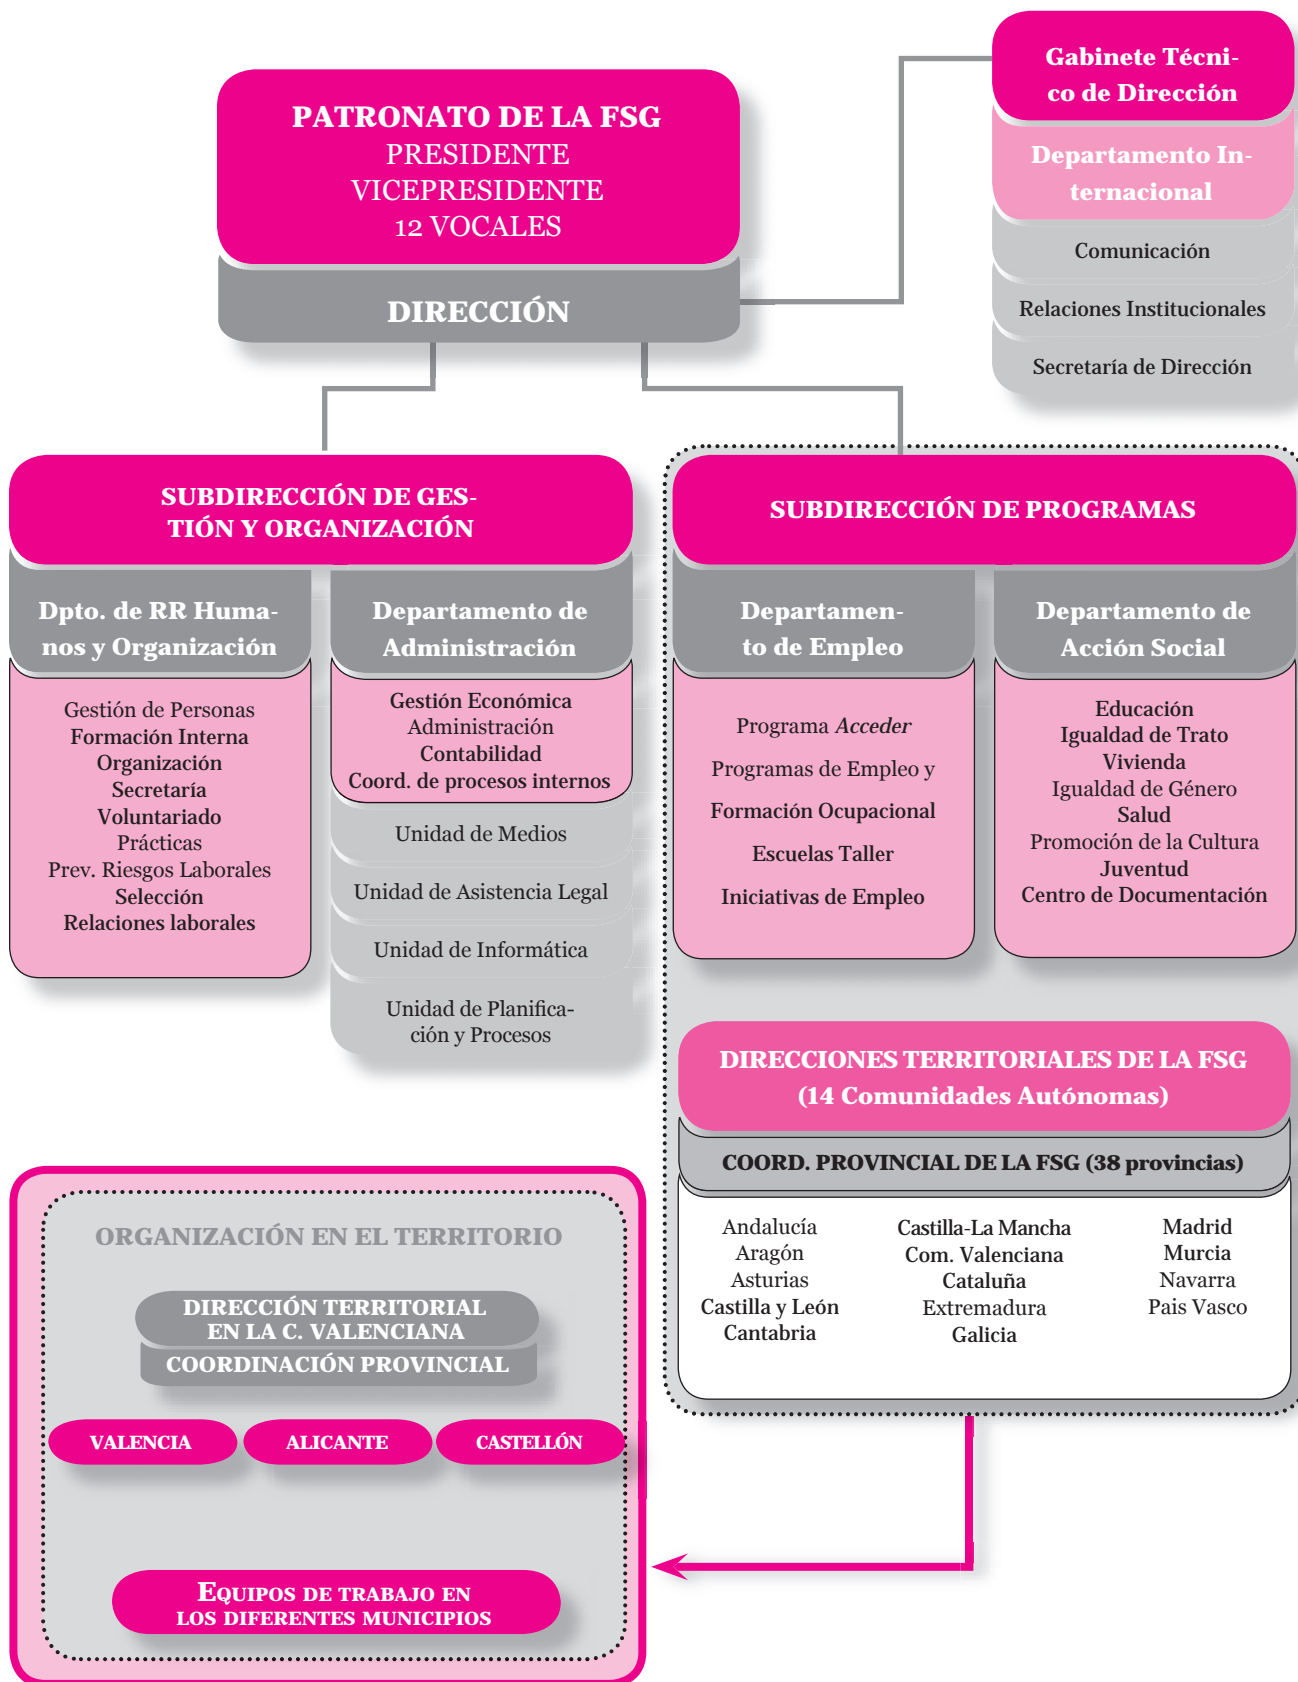 PATRONATO DE LA FSG
PRESIDENTE
VICEPRESIDENTE
12 VOCALES
DIRECCIÓN
Gabinete Técni-
co de Dirección
Departamento In-
ternacional
Comunicación
Relaciones Institucionales
Secretaría de Dirección
SUBDIRECCIÓN DE GES-
TIÓN Y ORGANIZACIÓN
Dpto. de RR Huma-
nos y Organización
Gestión de Personas
Formación Interna
Organización
Secretaría
Voluntariado
Prácticas
Prev. Riesgos Laborales
Selección
Relaciones laborales
Departamento de
Administración
Gestión Económica
Administración
Contabilidad
Coord. de procesos internos
Unidad de Medios
Unidad de Asistencia Legal
Unidad de Informática
Unidad de Planifica-
ción y Procesos
SUBDIRECCIÓN DE PROGRAMAS
Departamen-
to de Empleo
Programa Acceder
Programas de Empleo y
Formación Ocupacional
Escuelas Taller
Iniciativas de Empleo
Departamento de
Acción Social
Educación
Igualdad de Trato
Vivienda
Igualdad de Género
Salud
Promoción de la Cultura
Juventud
Centro de Documentación
DIRECCIONES TERRITORIALES DE LA FSG
(14 Comunidades Autónomas)
COORD. PROVINCIAL DE LA FSG (38 provincias)
Andalucía
Aragón
Asturias
Castilla y León
Cantabria
Castilla-La Mancha
Com. Valenciana
Cataluña
Extremadura
Galicia
Madrid
Murcia
Navarra
Pais Vasco
ORGANIZACIÓN EN EL TERRITORIO
DIRECCIÓN TERRITORIAL
EN LA C. VALENCIANA
COORDINACIÓN PROVINCIAL
VALENCIA
ALICANTE
CASTELLÓN
EQUIPOS DE TRABAJO EN
LOS DIFERENTES MUNICIPIOS